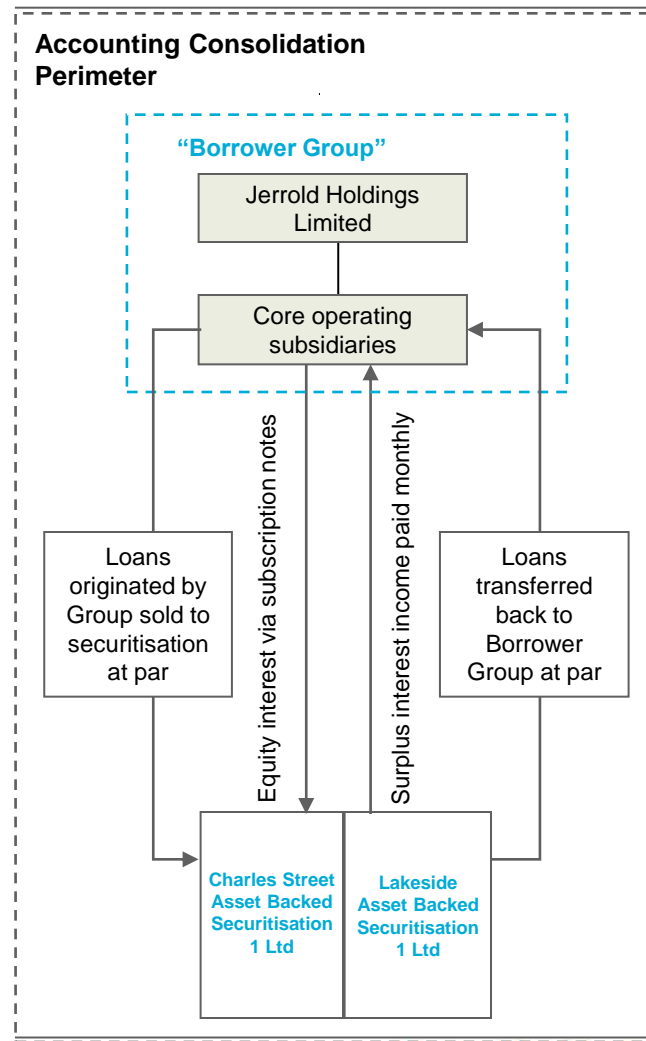 Accounting Consolidation
Perimeter
“Borrower Group”
Jerrold Holdings
Limited
Core operating
subsidiaries
Loans
originated by
Group sold to
securitisation
at par
Equity interest via subscription notes
Surplus interest income paid monthly
Loans
transferred
back to
Borrower
Group at par
Charles Street
Asset Backed
Securitisation
1 Ltd
Lakeside
Asset Backed
Securitisation
1 Ltd